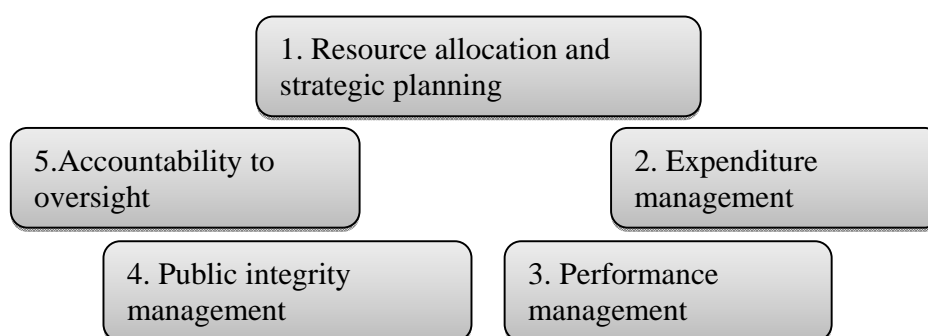 1. Resource allocation and
strategic planning
5.Accountability to
oversight
2. Expenditure
management
4. Public integrity
management
3. Performance
management